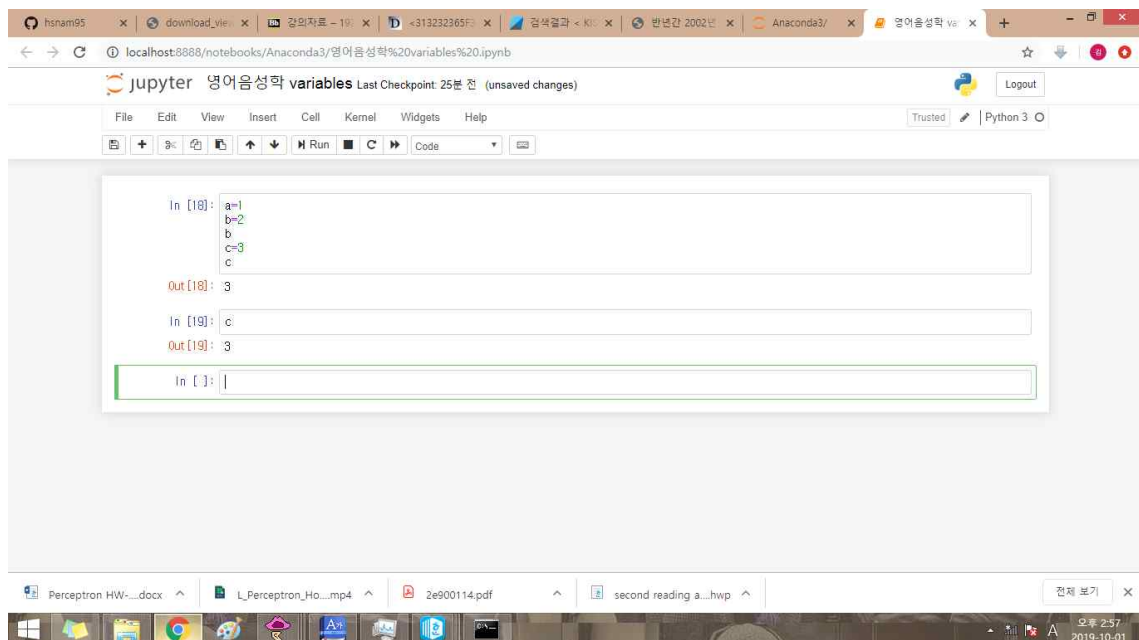 hsnam95 download_vie 강의자료 – 19 <313232365F3 검색결과 < KI 반년간 2002년 Anaconda3/ 영어음성학 va
localhost:8888/notebooks/Anaconda3/영어음성학%20variables%20.ipynb
jupyter 영어음성학 variables Last Checkpoint: 25분 전 (unsaved changes)
Logout
File Edit View Insert Cell Kernel Widgets Help
Trusted Python 3
Run Code
In [18]: a=1
b=2
b
c=3
c
Out[18]: 3
In [19]: c
Out[19]: 3
In [ ]:
Perceptron HW-....docx L_Perceptron_Ho....mp4 2e900114.pdf second reading a....hwp 전체 보기
A 오후 2:57
2019-10-01